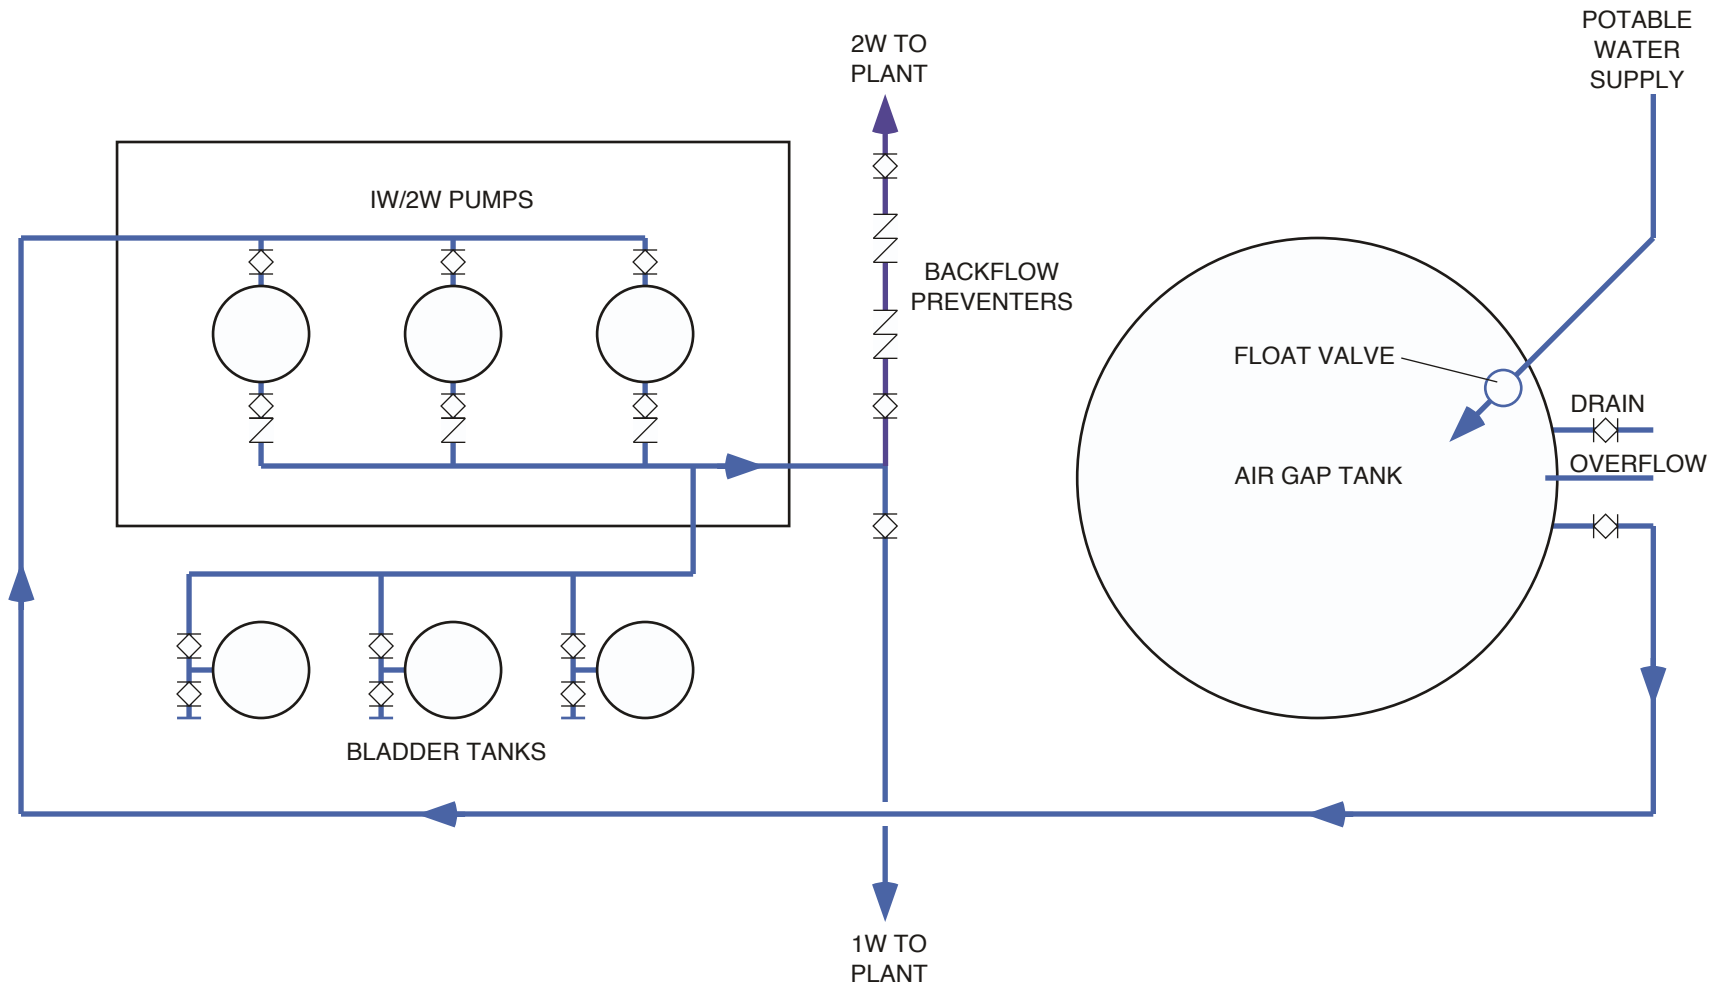 POTABLE
WATER
SUPPLY
2W TO
PLANT
IW/2W PUMPS
BACKFLOW
PREVENTERS
FLOAT VALVE
DRAIN
OVERFLOW
AIR GAP TANK
BLADDER TANKS
1W TO
PLANT